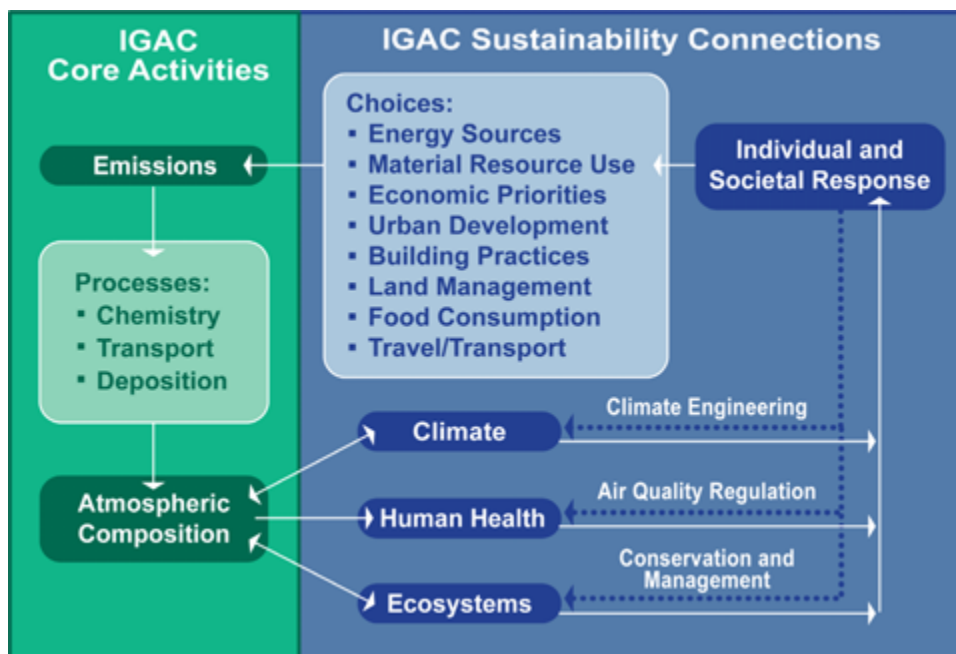 IGAC
Core Activities
IGAC Sustainability Connections
Emissions
Processes:
▪ Chemistry
▪ Transport
▪ Deposition
Atmospheric
Composition
Choices:
▪ Energy Sources
▪ Material Resource Use
▪ Economic Priorities
▪ Urban Development
▪ Building Practices
▪ Land Management
▪ Food Consumption
▪ Travel/Transport
Individual and
Societal Response
Climate
Climate Engineering
Human Health
Air Quality Regulation
Ecosystems
Conservation and
Management